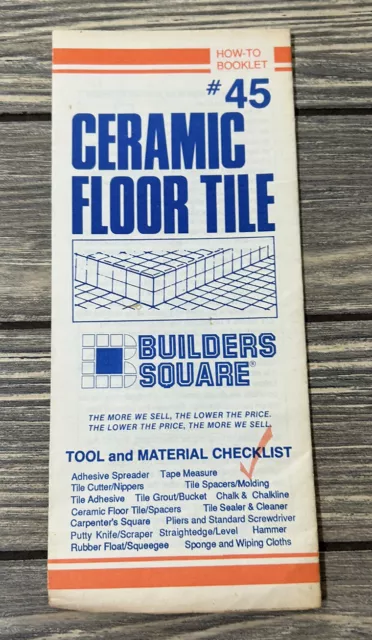 HOW-TO
BOOKLET
#45
CERAMIC
FLOOR TILE
BUILDERS
SQUARE®
THE MORE WE SELL, THE LOWER THE PRICE.
THE LOWER THE PRICE, THE MORE WE SELL.
TOOL and MATERIAL CHECKLIST
Adhesive Spreader Tape Measure
Tile Cutter/Nippers Tile Spacers/Molding
Tile Adhesive Tile Grout/Bucket Chalk & Chalkline
Ceramic Floor Tile/Spacers Tile Sealer & Cleaner
Carpenter's Square Pliers and Standard Screwdriver
Putty Knife/Scraper Straightedge/Level Hammer
Rubber Float/Squeegee Sponge and Wiping Cloths